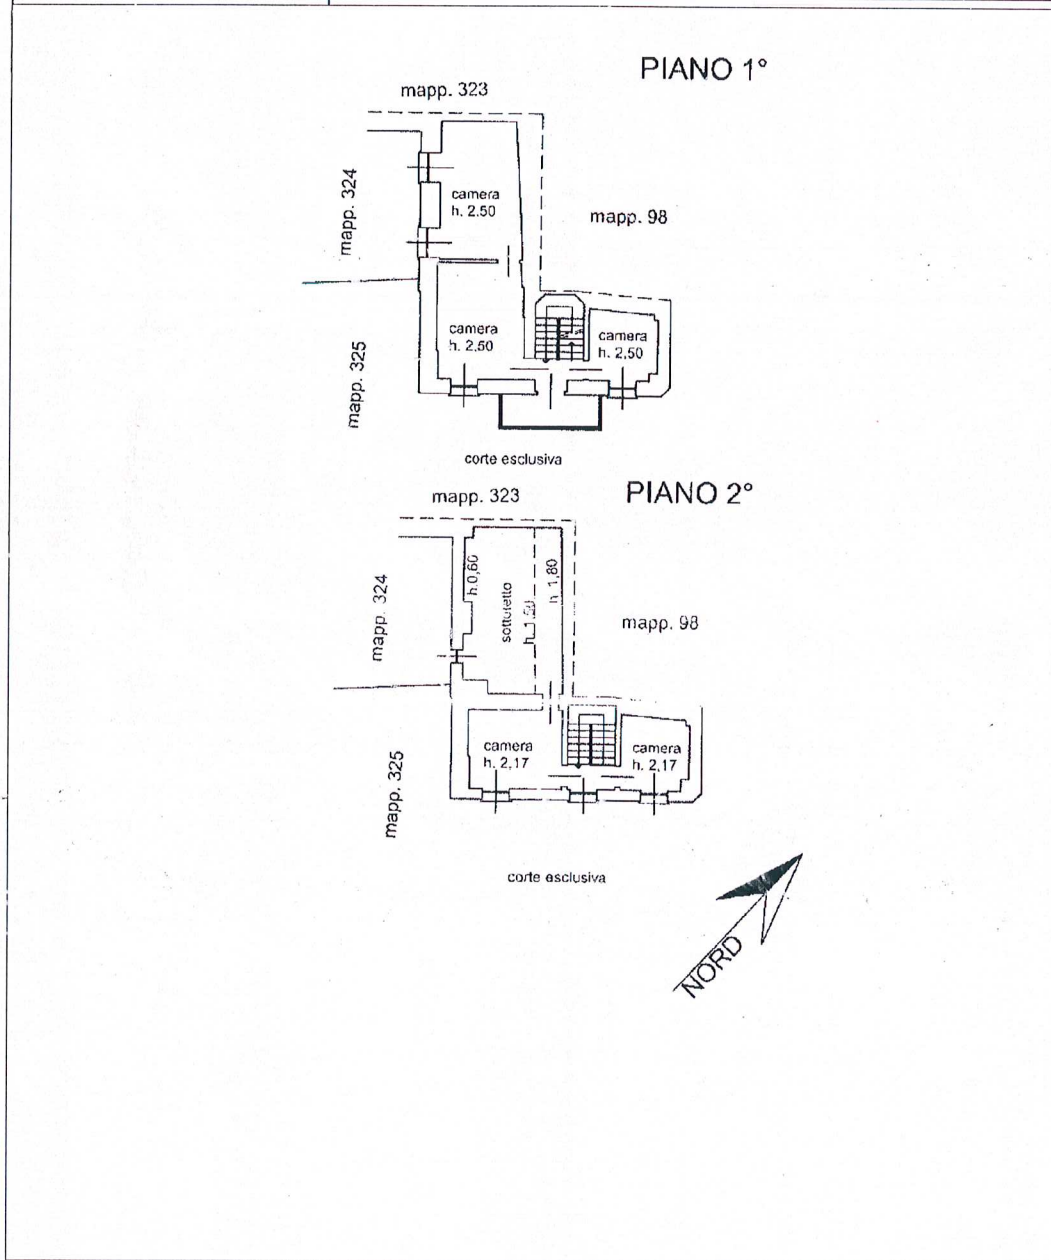 PIANO 1°
mapp. 323
mapp. 324
camera
h. 2.50
mapp. 98
mapp. 325
camera
h. 2,50
camera
h. 2,50
corte esclusiva
PIANO 2°
mapp. 323
mapp. 324
h.0,60
sottotetto
h. 1.50
h. 1,80
mapp. 98
mapp. 325
camera
h. 2,17
camera
h. 2,17
corte esclusiva
NORD